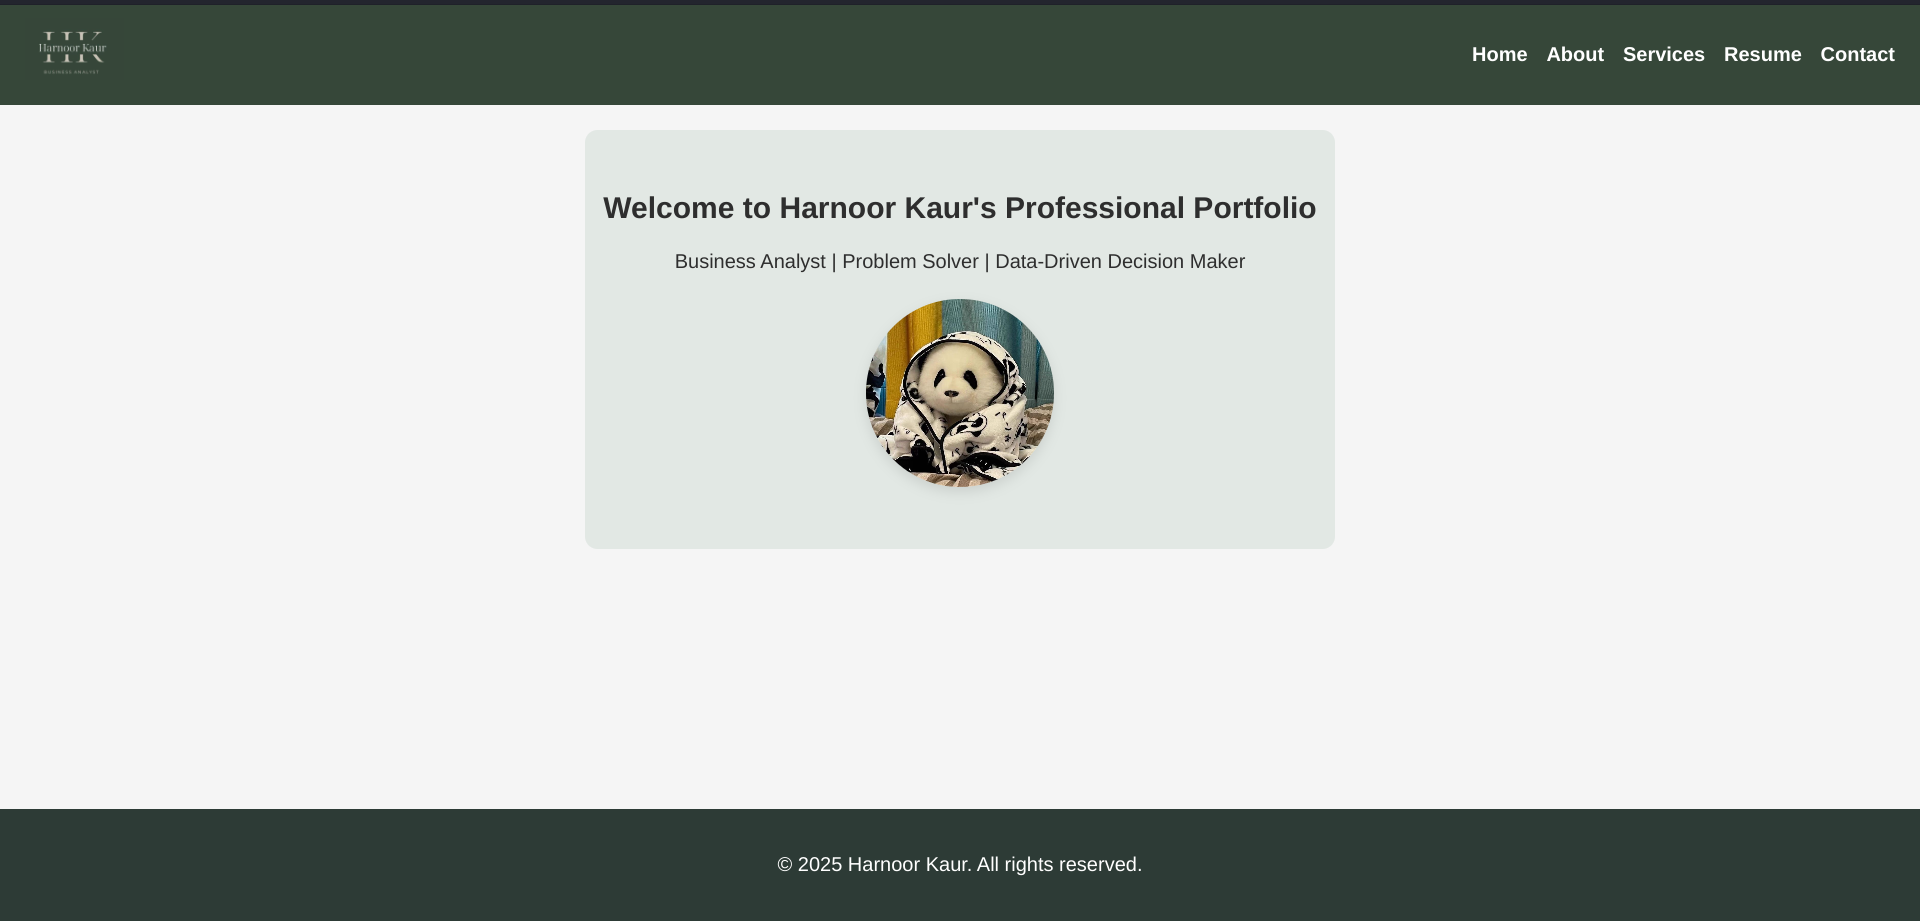 HK
Harnoor Kaur
BUSINESS ANALYST
Home About Services Resume Contact
Welcome to Harnoor Kaur's Professional Portfolio
Business Analyst | Problem Solver | Data-Driven Decision Maker
© 2025 Harnoor Kaur. All rights reserved.